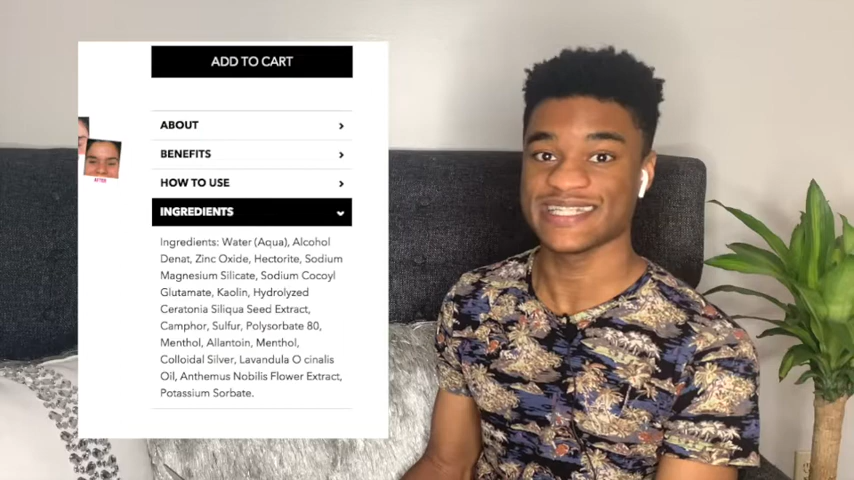 ADD TO CART
ABOUT
BENEFITS
HOW TO USE
INGREDIENTS
Ingredients: Water (Aqua), Alcohol
Denat, Zinc Oxide, Hectorite, Sodium
Magnesium Silicate, Sodium Cocoyl
Glutamate, Kaolin, Hydrolyzed
Ceratonia Siliqua Seed Extract,
Camphor, Sulfur, Polysorbate 80,
Menthol, Allantoin, Menthol,
Colloidal Silver, Lavandula O cinalis
Oil, Anthemus Nobilis Flower Extract,
Potassium Sorbate.
AFTER